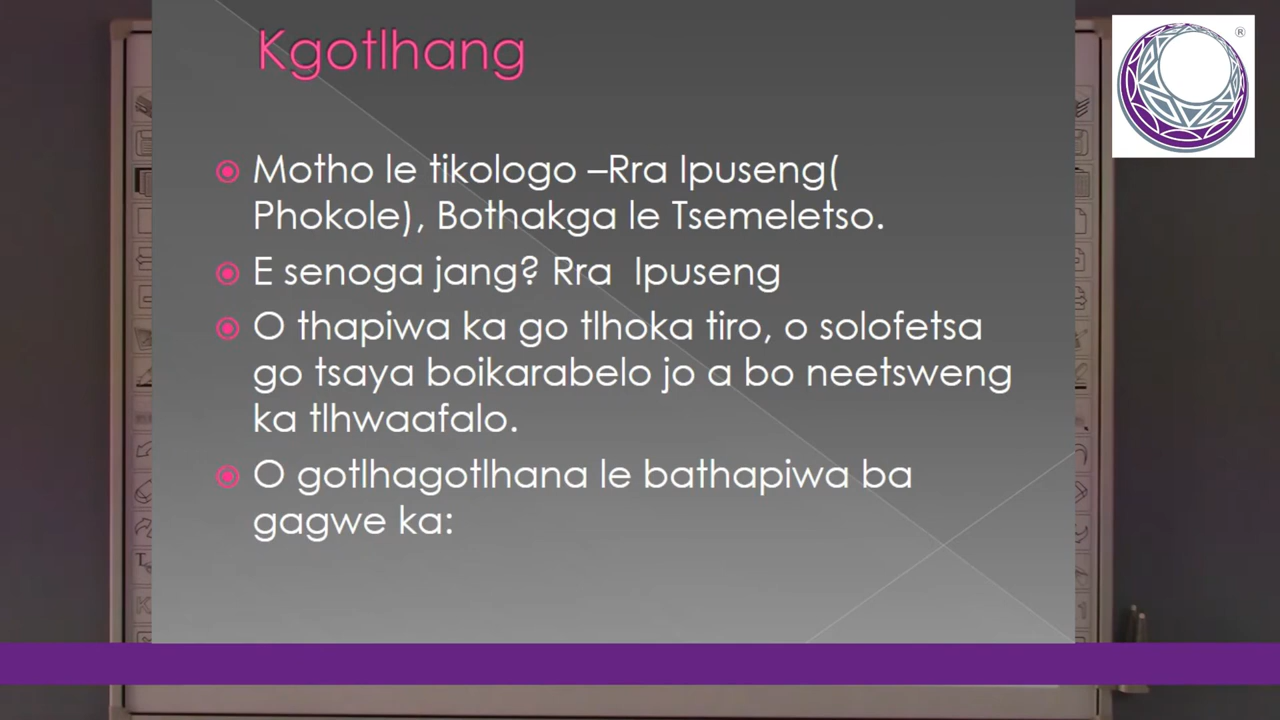 Kgotlhang
®
Motho le tikologo –Rra Ipuseng(
Phokole), Bothakga le Tsemeletso.
E senoga jang? Rra Ipuseng
O thapiwa ka go tlhoka tiro, o solofetsa
go tsaya boikarabelo jo a bo neetsweng
ka tlhwaafalo.
O gotlhagotlhana le bathapiwa ba
gagwe ka: